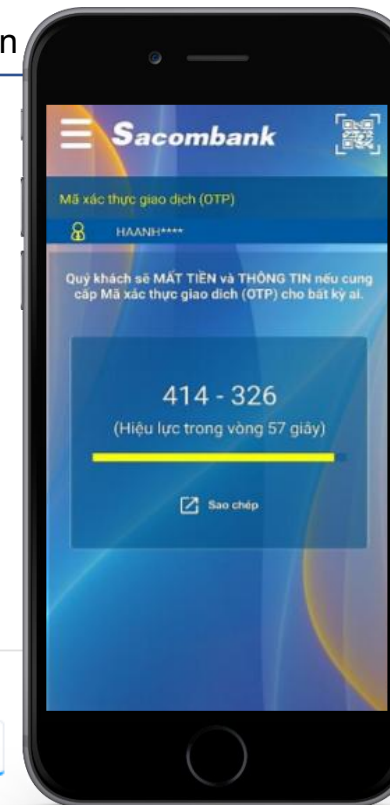 n
Sacombank
Mã xác thực giao dịch (OTP)
HAANH****
Quý khách sẽ MẤT TIỀN và THÔNG TIN nếu cung
cấp Mã xác thực giao dịch (OTP) cho bất kỳ ai.
414 - 326
(Hiệu lực trong vòng 57 giây)
Sao chép